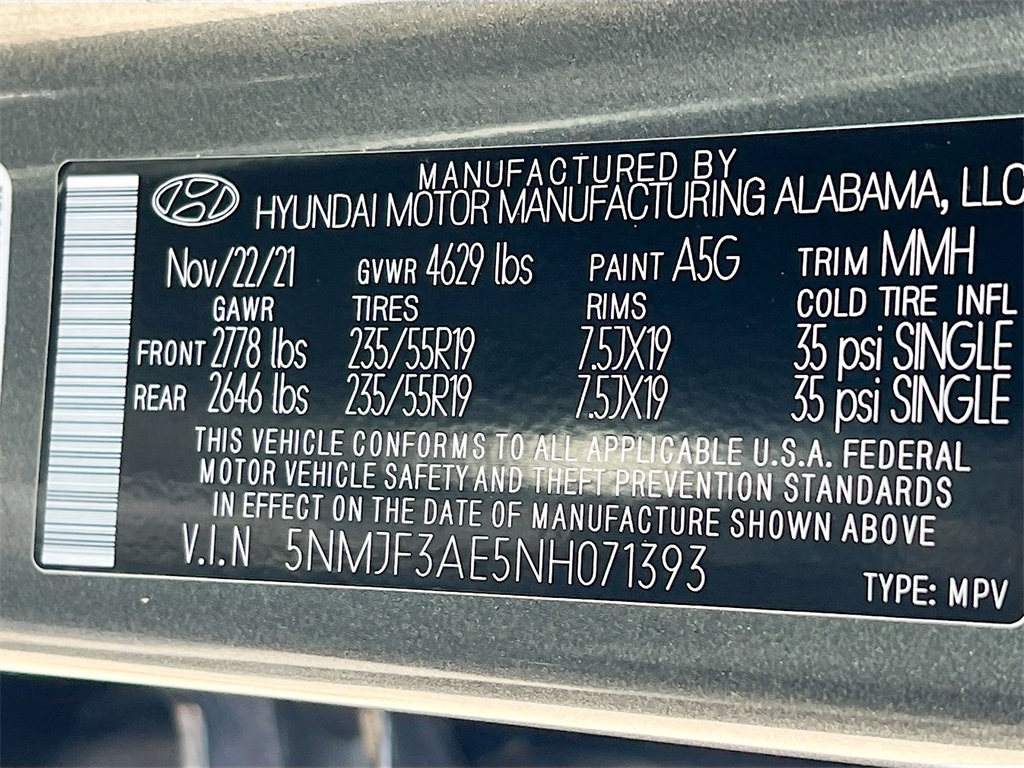 MANUFACTURED BY
HYUNDAI MOTOR MANUFACTURING ALABAMA, LLC
Nov/22/21 GVWR 4629 lbs PAINT A5G TRIM MMH
GAWR TIRES RIMS COLD TIRE INFL
FRONT 2778 lbs 235/55R19 7.5JX19 35 psi SINGLE
REAR 2646 lbs 235/55R19 7.5JX19 35 psi SINGLE
THIS VEHICLE CONFORMS TO ALL APPLICABLE U.S.A. FEDERAL
MOTOR VEHICLE SAFETY AND THEFT PREVENTION STANDARDS
IN EFFECT ON THE DATE OF MANUFACTURE SHOWN ABOVE
V.I.N 5NMJF3AE5NH071393
TYPE: MPV